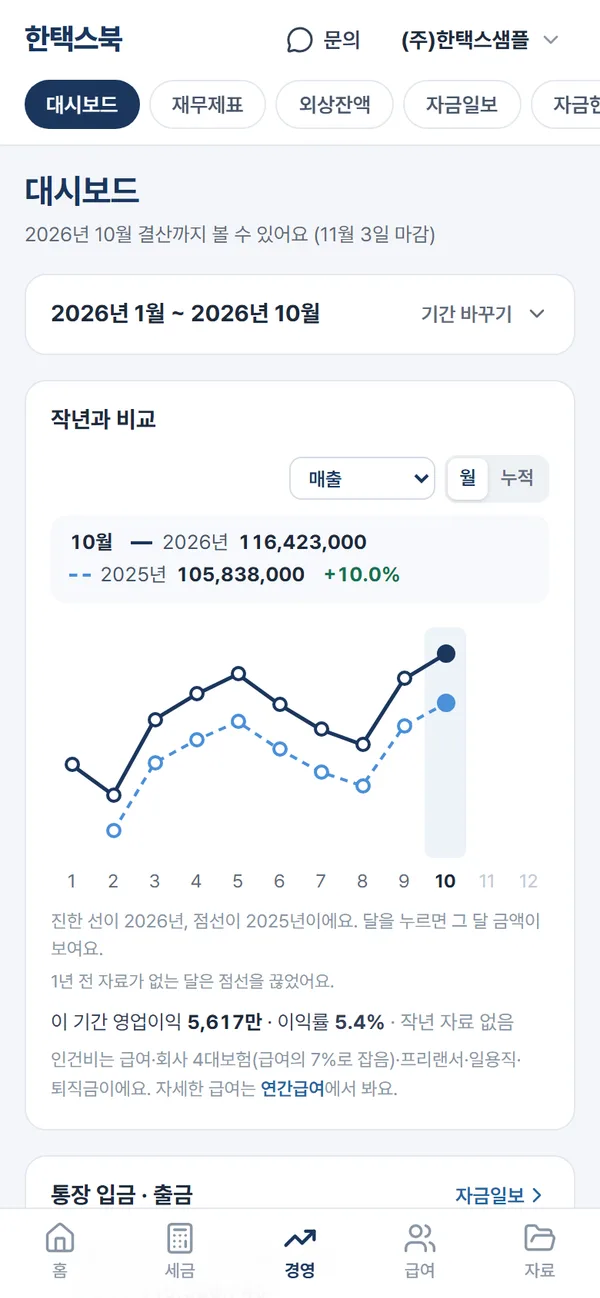 한택스북
문의
(주)한택스샘플
대시보드
재무제표
외상잔액
자금일보
자금현
대시보드
2026년 10월 결산까지 볼 수 있어요 (11월 3일 마감)
2026년 1월 ~ 2026년 10월
기간 바꾸기
작년과 비교
매출
월
누적
10월 2026년 116,423,000
2025년 105,838,000 +10.0%
1 2 3 4 5 6 7 8 9 10 11 12
진한 선이 2026년, 점선이 2025년이에요. 달을 누르면 그 달 금액이
보여요.
1년 전 자료가 없는 달은 점선을 끊었어요.
이 기간 영업이익 5,617만 · 이익률 5.4% · 작년 자료 없음
인건비는 급여·회사 4대보험(급여의 7%로 잡음)·프리랜서·일용직·
퇴직금이에요. 자세한 급여는 연간급여에서 봐요.
통장 입금 · 출금
자금일보
홈
세금
경영
급여
자료